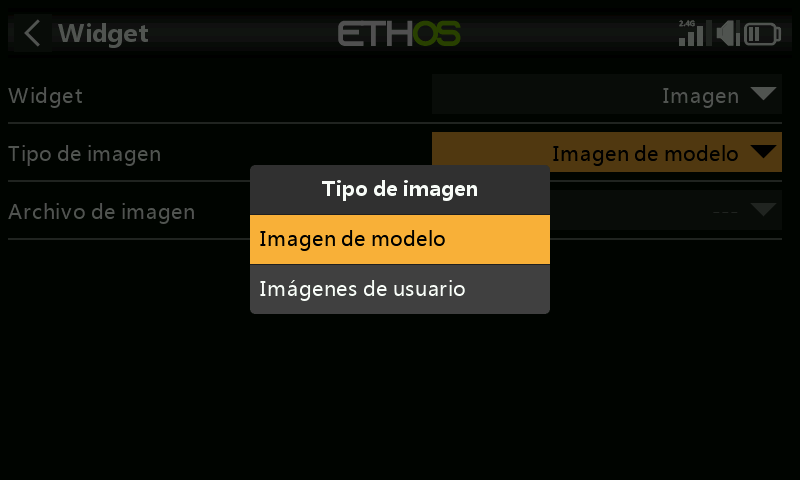 Widget
ETHOS
2.4G
Widget
Imagen
Tipo de imagen
Imagen de modelo
Archivo de imagen
---
Tipo de imagen
Imagen de modelo
Imágenes de usuario